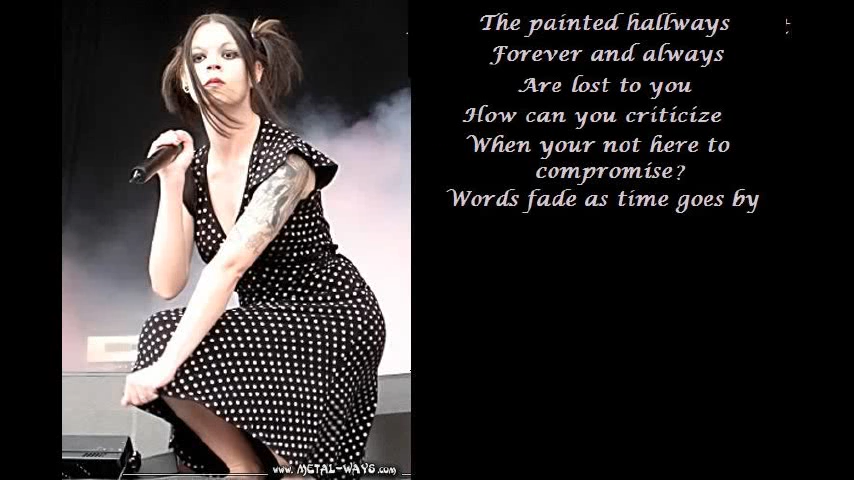 The painted hallways
Forever and always
Are lost to you
How can you criticize
When your not here to
compromise?
Words fade as time goes by
www. METAL-WAYS.com